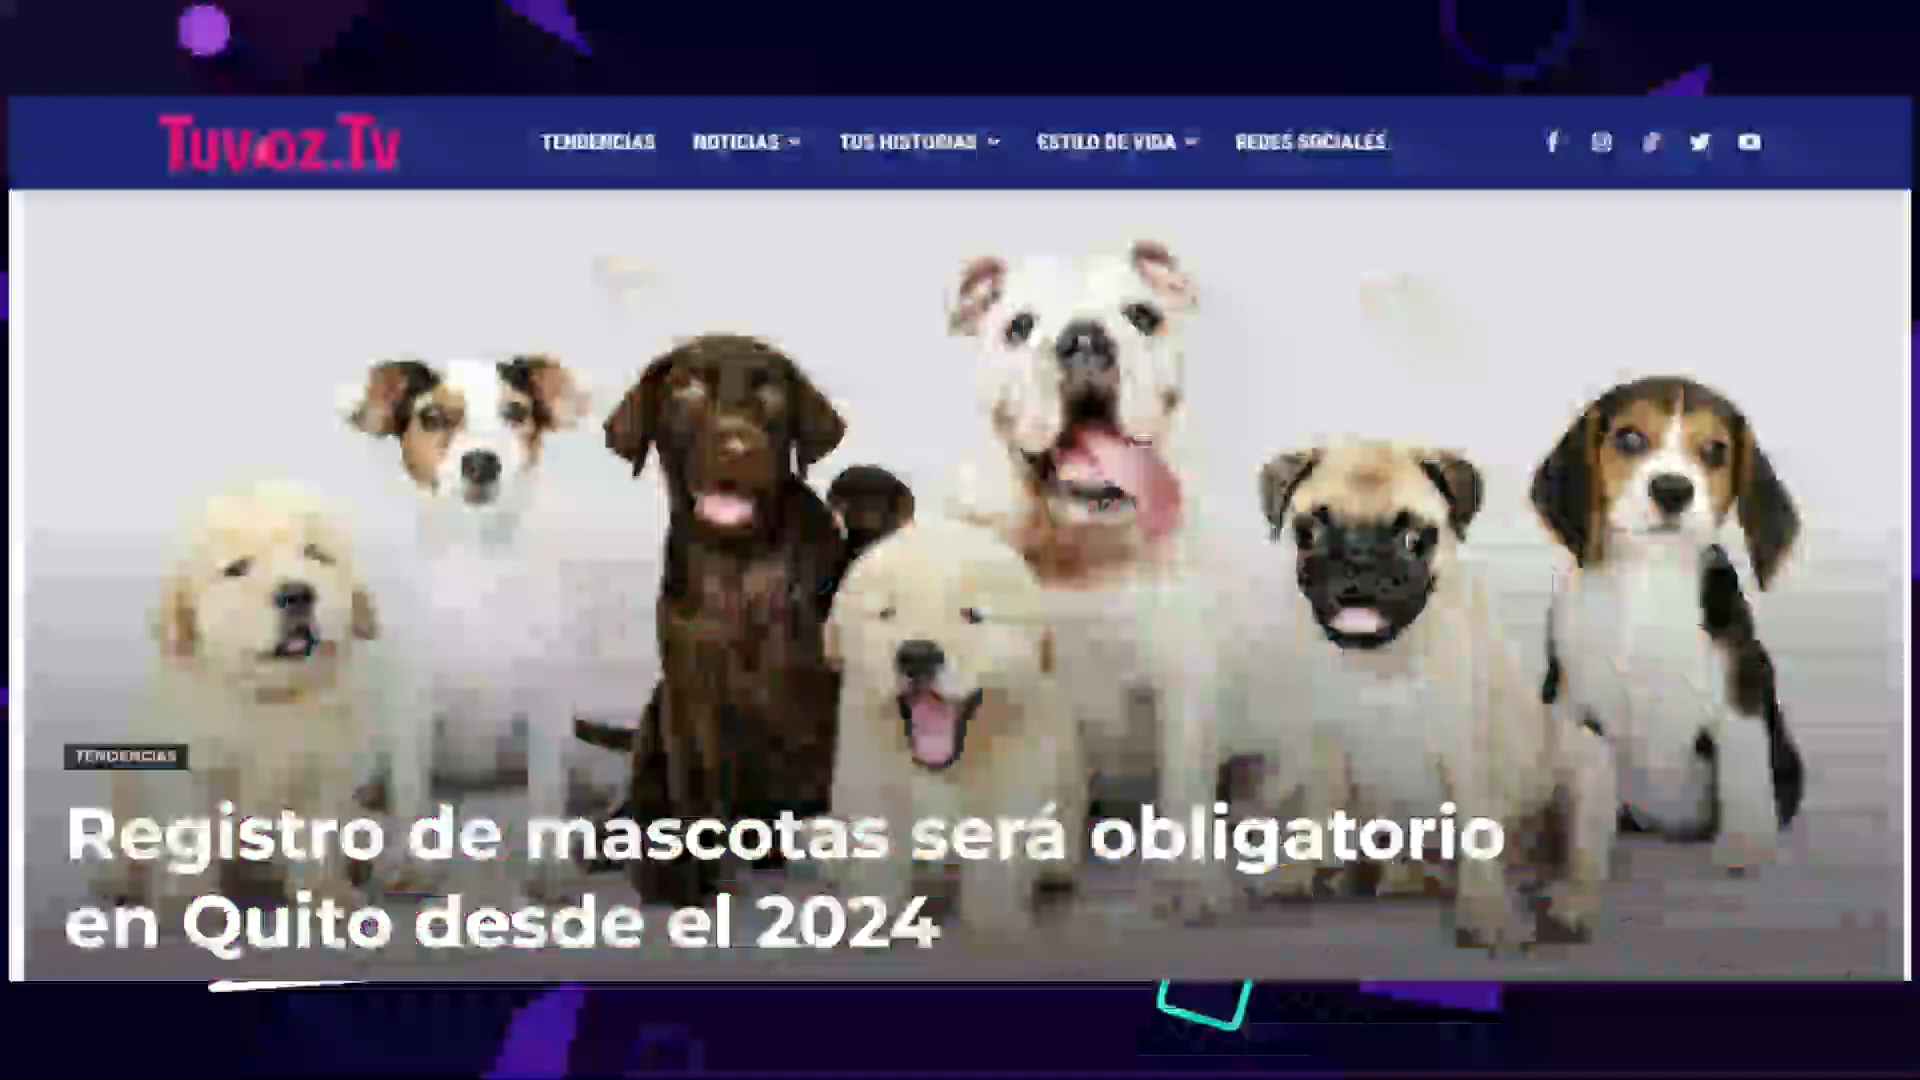 Tuvoz.Tv
TENDENCIAS NOTICIAS TUS HISTORIAS ESTILO DE VIDA REDES SOCIALES
TENDENCIAS
Registro de mascotas será obligatorio
en Quito desde el 2024